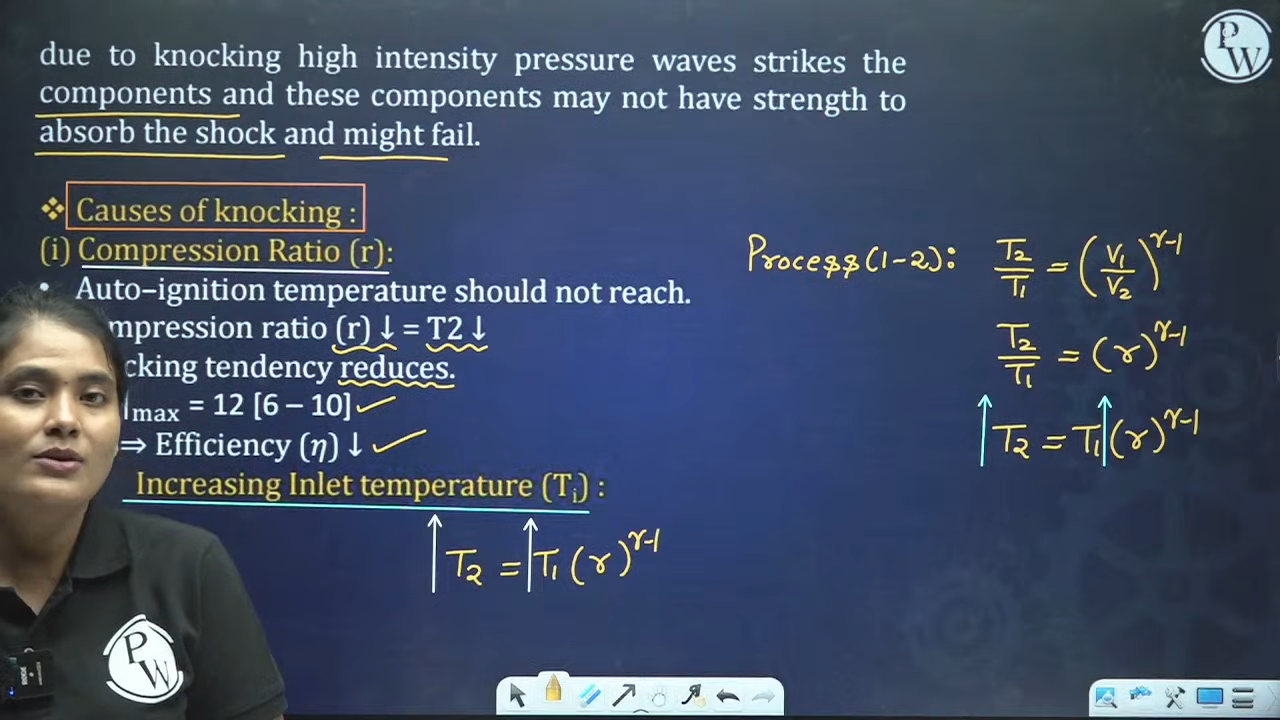 due to knocking high intensity pressure waves strikes the
components and these components may not have strength to
absorb the shock and might fail.
❖ Causes of knocking :
(i) Compression Ratio (r):
• Auto–ignition temperature should not reach.
mpression ratio (r) ↓ = T2 ↓
cking tendency reduces.
max = 12 [6 – 10] ✓
⇒ Efficiency (η) ↓ ✓
Increasing Inlet temperature (Tᵢ) :
↑ T₂ = ↑ T₁ (r)^γ-1
Process (1-2): T₂/T₁ = (V₁/V₂)^γ-1
T₂/T₁ = (r)^γ-1
↑ T₂ = T₁ ↑ (r)^γ-1
PW
PW